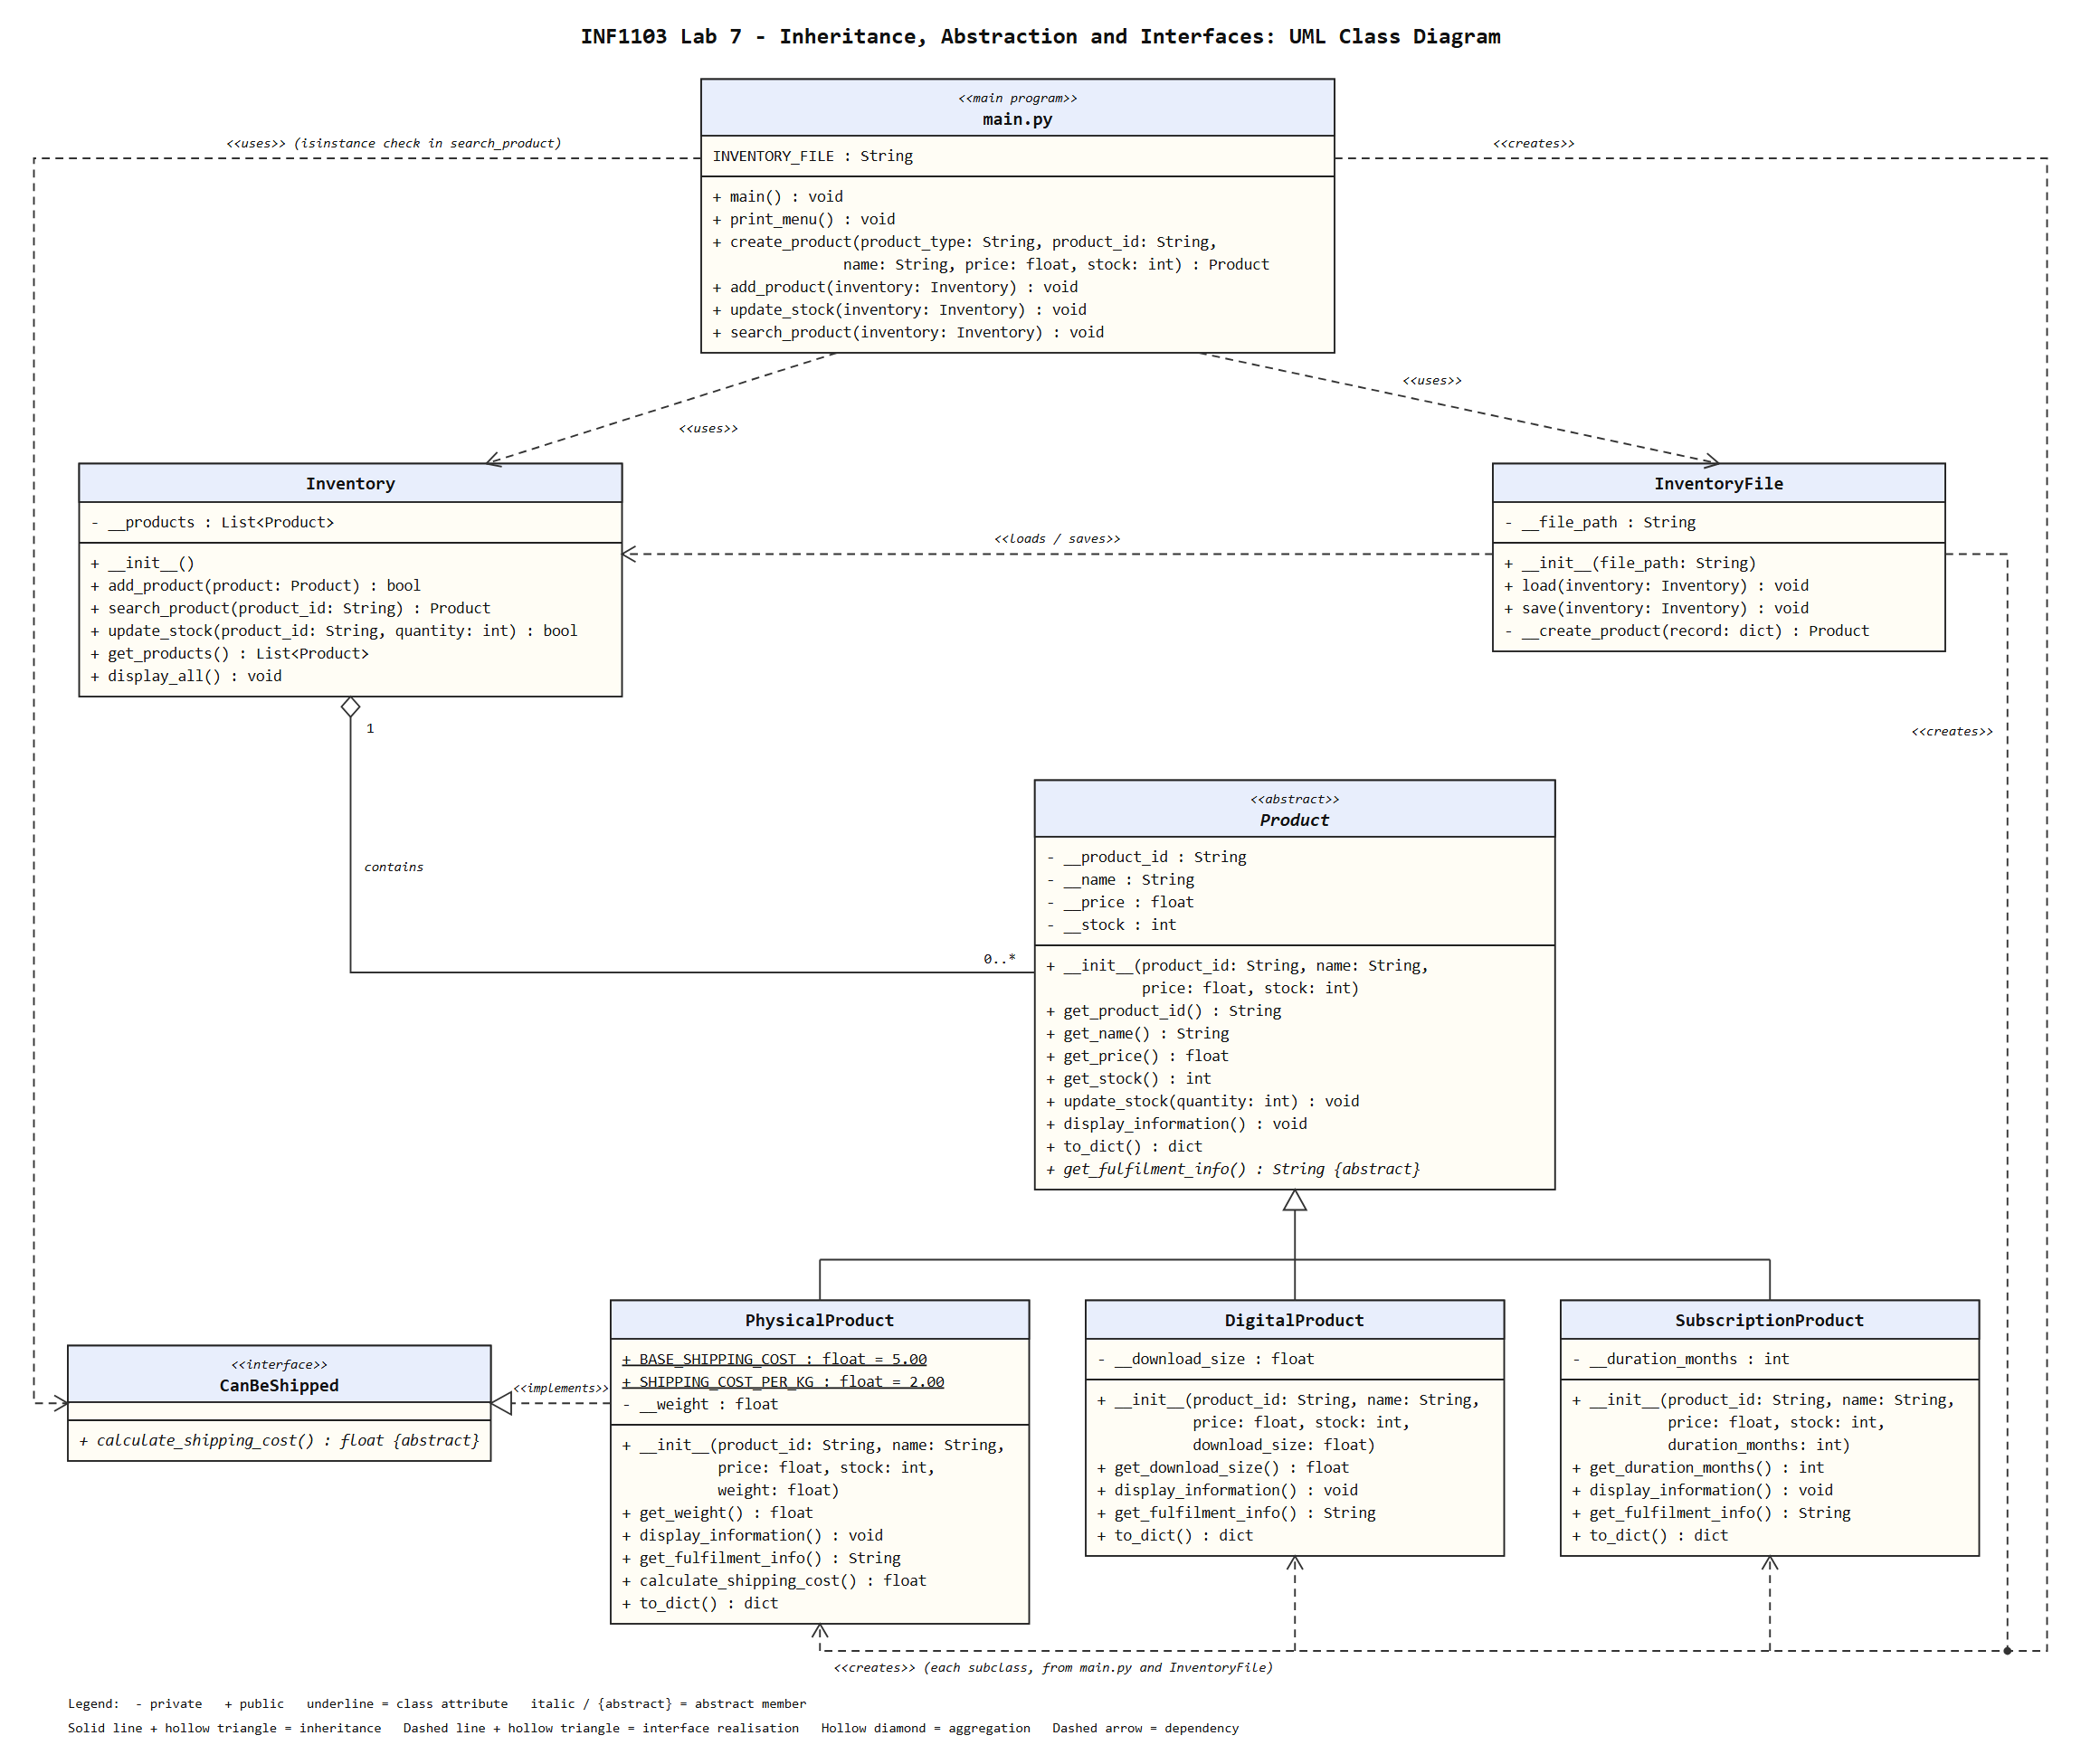 INF1103 Lab 7 - Inheritance, Abstraction and Interfaces: UML Class Diagram
<<main program>>
main.py
INVENTORY_FILE : String
+ main() : void
+ print_menu() : void
+ create_product(product_type: String, product_id: String,
name: String, price: float, stock: int) : Product
+ add_product(inventory: Inventory) : void
+ update_stock(inventory: Inventory) : void
+ search_product(inventory: Inventory) : void
<<uses>> (isinstance check in search_product)
<<creates>>
<<uses>>
<<uses>>
Inventory
- __products : List<Product>
+ __init__()
+ add_product(product: Product) : bool
+ search_product(product_id: String) : Product
+ update_stock(product_id: String, quantity: int) : bool
+ get_products() : List<Product>
+ display_all() : void
<<loads / saves>>
InventoryFile
- __file_path : String
+ __init__(file_path: String)
+ load(inventory: Inventory) : void
+ save(inventory: Inventory) : void
- __create_product(record: dict) : Product
1
<<creates>>
contains
0..*
<<abstract>>
Product
- __product_id : String
- __name : String
- __price : float
- __stock : int
+ __init__(product_id: String, name: String,
price: float, stock: int)
+ get_product_id() : String
+ get_name() : String
+ get_price() : float
+ get_stock() : int
+ update_stock(quantity: int) : void
+ display_information() : void
+ to_dict() : dict
+ get_fulfilment_info() : String {abstract}
<<interface>>
CanBeShipped
+ calculate_shipping_cost() : float {abstract}
<<implements>>
PhysicalProduct
+ BASE_SHIPPING_COST : float = 5.00
+ SHIPPING_COST_PER_KG : float = 2.00
- __weight : float
+ __init__(product_id: String, name: String,
price: float, stock: int,
weight: float)
+ get_weight() : float
+ display_information() : void
+ get_fulfilment_info() : String
+ calculate_shipping_cost() : float
+ to_dict() : dict
DigitalProduct
- __download_size : float
+ __init__(product_id: String, name: String,
price: float, stock: int,
download_size: float)
+ get_download_size() : float
+ display_information() : void
+ get_fulfilment_info() : String
+ to_dict() : dict
SubscriptionProduct
- __duration_months : int
+ __init__(product_id: String, name: String,
price: float, stock: int,
duration_months: int)
+ get_duration_months() : int
+ display_information() : void
+ get_fulfilment_info() : String
+ to_dict() : dict
<<creates>> (each subclass, from main.py and InventoryFile)
Legend:  - private   + public   underline = class attribute   italic / {abstract} = abstract member
Solid line + hollow triangle = inheritance   Dashed line + hollow triangle = interface realisation   Hollow diamond = aggregation   Dashed arrow = dependency